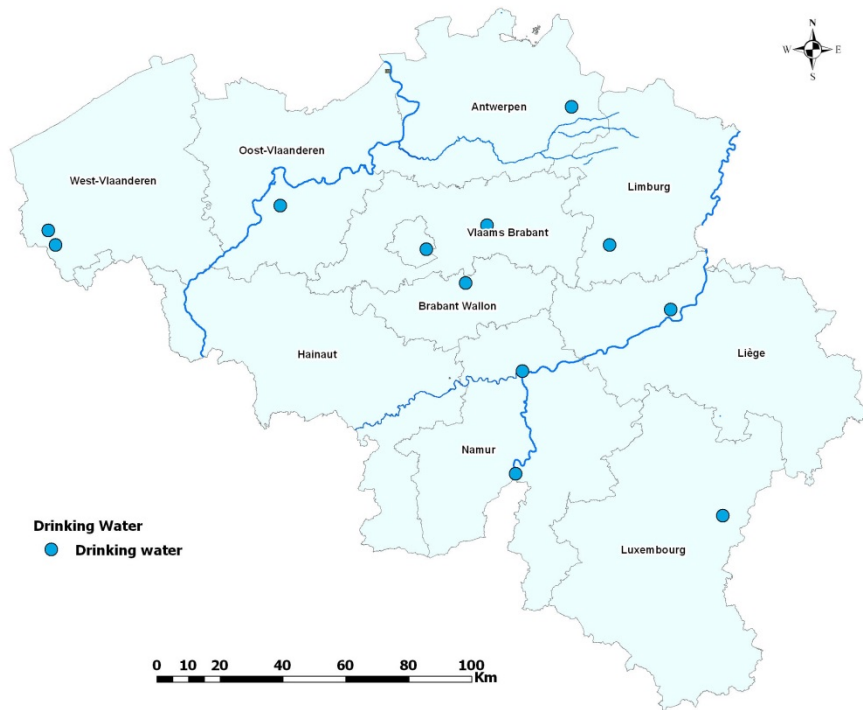 N
W E
S
Antwerpen
Oost-Vlaanderen
West-Vlaanderen
Limburg
Vlaams Brabant
Brabant Wallon
Hainaut
Liège
Namur
Luxembourg
Drinking Water
Drinking water
0 10 20 40 60 80 100
Km